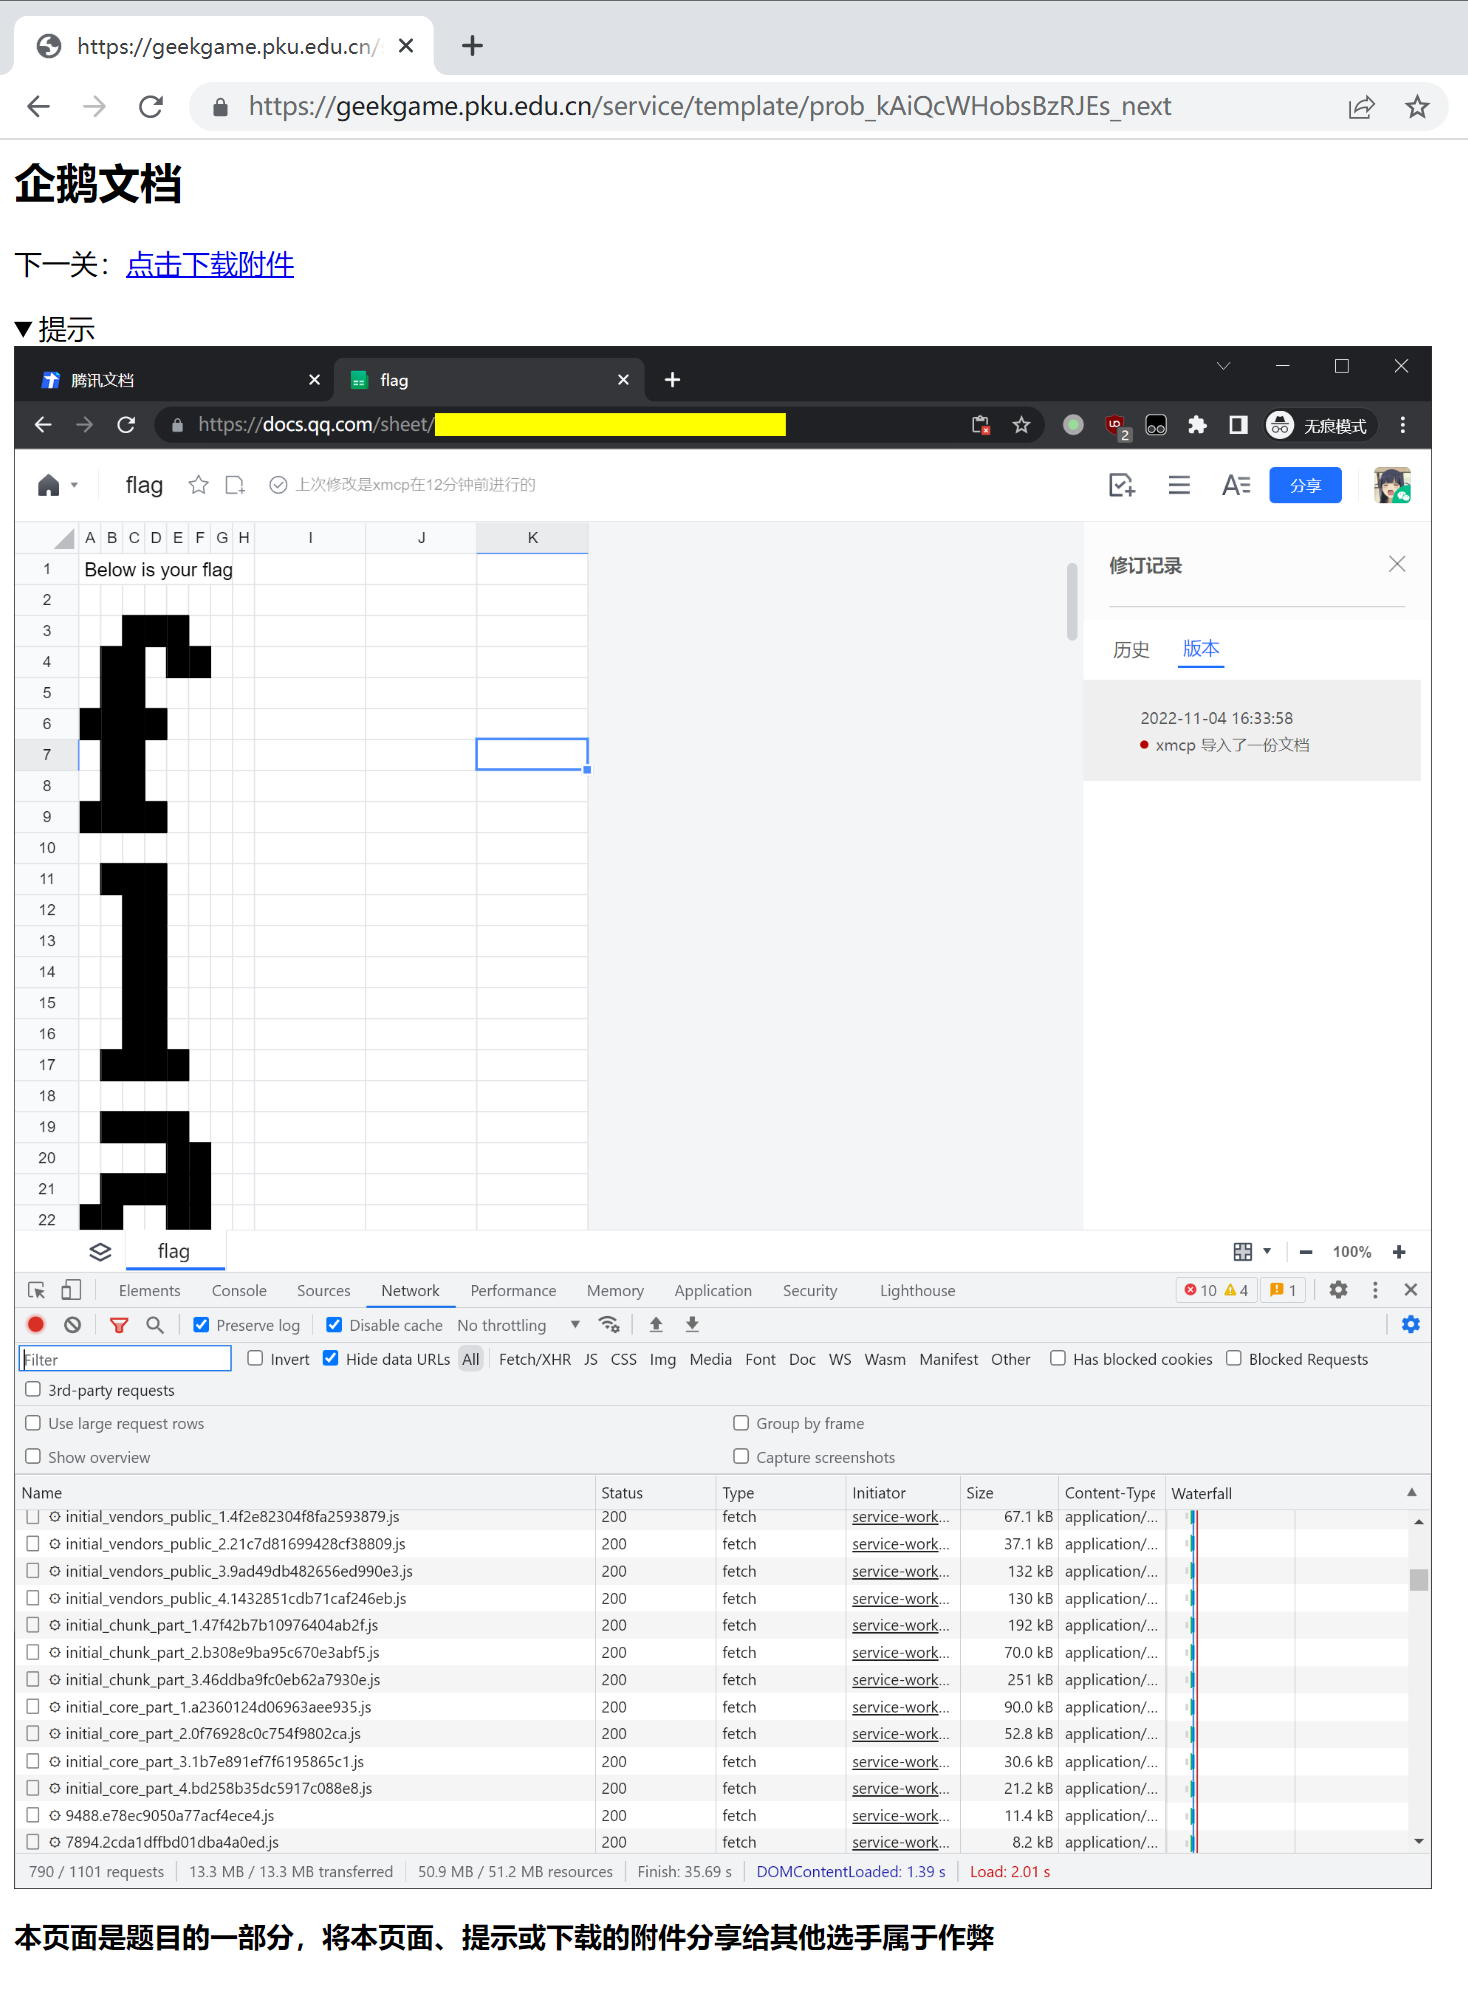 https://geekgame.pku.edu.cn/
https://geekgame.pku.edu.cn/service/template/prob_kAiQcWHobsBzRJEs_next
企鹅文档
下一关：点击下载附件
▼提示
腾讯文档
flag
https://docs.qq.com/sheet/
2
无痕模式
flag
上次修改是xmcp在12分钟前进行的
分享
A B C D E F G H I J K
1 Below is your flag
2
3
4
5
6
7
8
9
10
11
12
13
14
15
16
17
18
19
20
21
22
修订记录
历史 版本
2022-11-04 16:33:58
xmcp 导入了一份文档
flag
100%
Elements Console Sources Network Performance Memory Application Security Lighthouse 10 4 1
Preserve log Disable cache No throttling
Filter Invert Hide data URLs All Fetch/XHR JS CSS Img Media Font Doc WS Wasm Manifest Other Has blocked cookies Blocked Requests
3rd-party requests
Use large request rows Group by frame
Show overview Capture screenshots
Name Status Type Initiator Size Content-Type Waterfall
initial_vendors_public_1.4f2e82304f8fa2593879.js 200 fetch service-work... 67.1 kB application/...
initial_vendors_public_2.21c7d81699428cf38809.js 200 fetch service-work... 37.1 kB application/...
initial_vendors_public_3.9ad49db482656ed990e3.js 200 fetch service-work... 132 kB application/...
initial_vendors_public_4.1432851cdb71caf246eb.js 200 fetch service-work... 130 kB application/...
initial_chunk_part_1.47f42b7b10976404ab2f.js 200 fetch service-work... 192 kB application/...
initial_chunk_part_2.b308e9ba95c670e3abf5.js 200 fetch service-work... 70.0 kB application/...
initial_chunk_part_3.46ddba9fc0eb62a7930e.js 200 fetch service-work... 251 kB application/...
initial_core_part_1.a2360124d06963aee935.js 200 fetch service-work... 90.0 kB application/...
initial_core_part_2.0f76928c0c754f9802ca.js 200 fetch service-work... 52.8 kB application/...
initial_core_part_3.1b7e891ef7f6195865c1.js 200 fetch service-work... 30.6 kB application/...
initial_core_part_4.bd258b35dc5917c088e8.js 200 fetch service-work... 21.2 kB application/...
9488.e78ec9050a77acf4ece4.js 200 fetch service-work... 11.4 kB application/...
7894.2cda1dffbd01dba4a0ed.js 200 fetch service-work... 8.2 kB application/...
790 / 1101 requests 13.3 MB / 13.3 MB transferred 50.9 MB / 51.2 MB resources Finish: 35.69 s DOMContentLoaded: 1.39 s Load: 2.01 s
本页面是题目的一部分，将本页面、提示或下载的附件分享给其他选手属于作弊